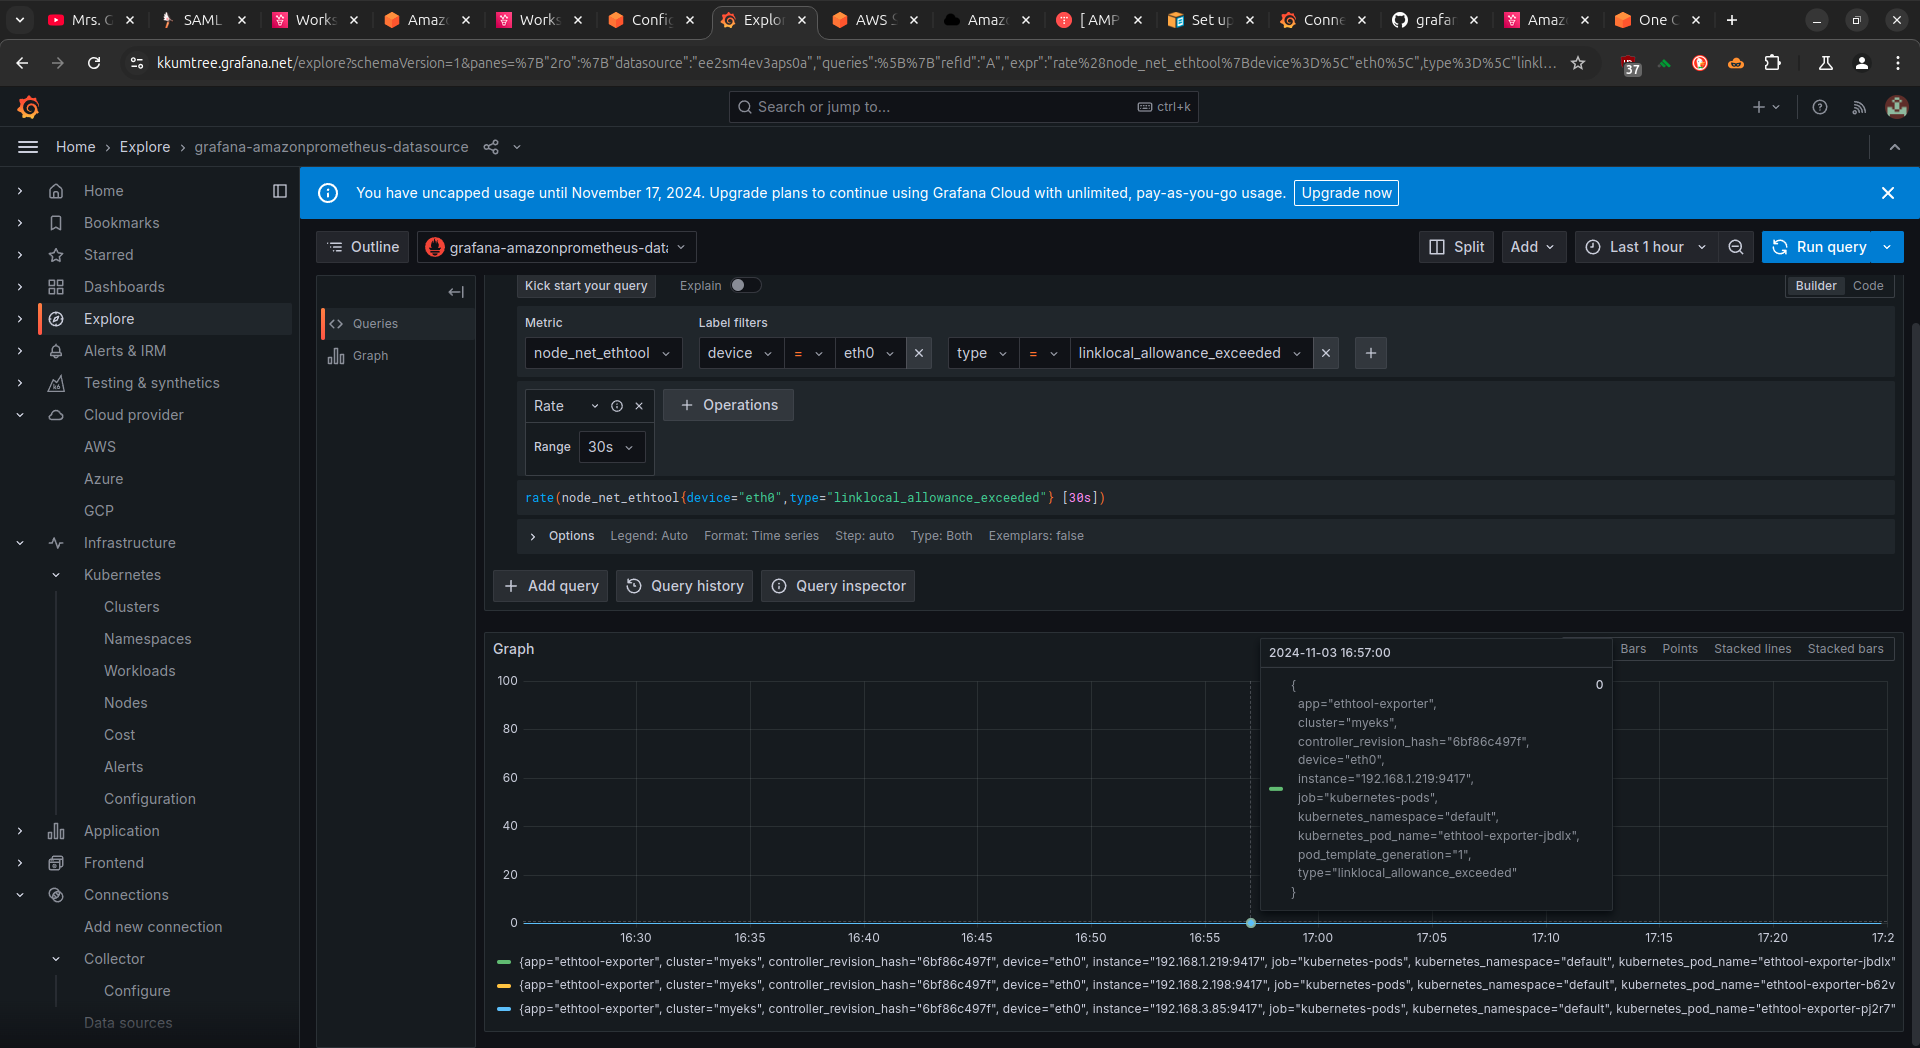 Mrs. G
SAML
Works
Amaz
Works
Config
Explor
AWS S
Amaz
[ AMP
Set up
Conne
grafan
Amaz
One C
kkumtree.grafana.net/explore?schemaVersion=1&panes=%7B"2ro":%7B"datasource":"ee2sm4ev3aps0a","queries":%5B%7B"refId":"A","expr":"rate%28node_net_ethtool%7Bdevice%3D%5C"eth0%5C",type%3D%5C"linkl...
37
Search or jump to...
ctrl+k
Home › Explore › grafana-amazonprometheus-datasource
Home
Bookmarks
Starred
Dashboards
Explore
Alerts & IRM
Testing & synthetics
Cloud provider
AWS
Azure
GCP
Infrastructure
Kubernetes
Clusters
Namespaces
Workloads
Nodes
Cost
Alerts
Configuration
Application
Frontend
Connections
Add new connection
Collector
Configure
Data sources
You have uncapped usage until November 17, 2024. Upgrade plans to continue using Grafana Cloud with unlimited, pay-as-you-go usage. Upgrade now
Outline
grafana-amazonprometheus-data
Split
Add
Last 1 hour
Run query
Queries
Graph
Kick start your query
Explain
Builder
Code
Metric
Label filters
node_net_ethtool
device = eth0
type = linklocal_allowance_exceeded
Rate
+ Operations
Range 30s
rate(node_net_ethtool{device="eth0",type="linklocal_allowance_exceeded"} [30s])
Options Legend: Auto Format: Time series Step: auto Type: Both Exemplars: false
+ Add query
Query history
Query inspector
Graph
Bars Points Stacked lines Stacked bars
2024-11-03 16:57:00
{ 0
app="ethtool-exporter",
cluster="myeks",
controller_revision_hash="6bf86c497f",
device="eth0",
instance="192.168.1.219:9417",
job="kubernetes-pods",
kubernetes_namespace="default",
kubernetes_pod_name="ethtool-exporter-jbdlx",
pod_template_generation="1",
type="linklocal_allowance_exceeded"
}
100
80
60
40
20
0
16:30 16:35 16:40 16:45 16:50 16:55 17:00 17:05 17:10 17:15 17:20 17:2
{app="ethtool-exporter", cluster="myeks", controller_revision_hash="6bf86c497f", device="eth0", instance="192.168.1.219:9417", job="kubernetes-pods", kubernetes_namespace="default", kubernetes_pod_name="ethtool-exporter-jbdlx"
{app="ethtool-exporter", cluster="myeks", controller_revision_hash="6bf86c497f", device="eth0", instance="192.168.2.198:9417", job="kubernetes-pods", kubernetes_namespace="default", kubernetes_pod_name="ethtool-exporter-b62v
{app="ethtool-exporter", cluster="myeks", controller_revision_hash="6bf86c497f", device="eth0", instance="192.168.3.85:9417", job="kubernetes-pods", kubernetes_namespace="default", kubernetes_pod_name="ethtool-exporter-pj2r7"